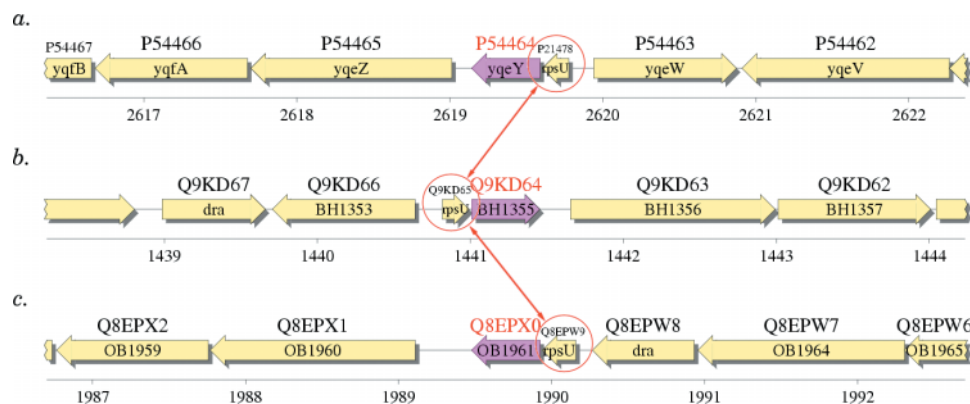 a.
P54467 P54466 P54465 P54464 P21478 P54463 P54462
yqfB yqfA yqeZ yqeY rpsU yqeW yqeV
2617 2618 2619 2620 2621 2622
b.
Q9KD67 Q9KD66 Q9KD65 Q9KD64 Q9KD63 Q9KD62
dra BH1353 rpsU BH1355 BH1356 BH1357
1439 1440 1441 1442 1443 1444
c.
Q8EPX2 Q8EPX1 Q8EPX0 Q8EPW9 Q8EPW8 Q8EPW7 Q8EPW6
OB1959 OB1960 OB1961 rpsU dra OB1964 OB1965
1987 1988 1989 1990 1991 1992